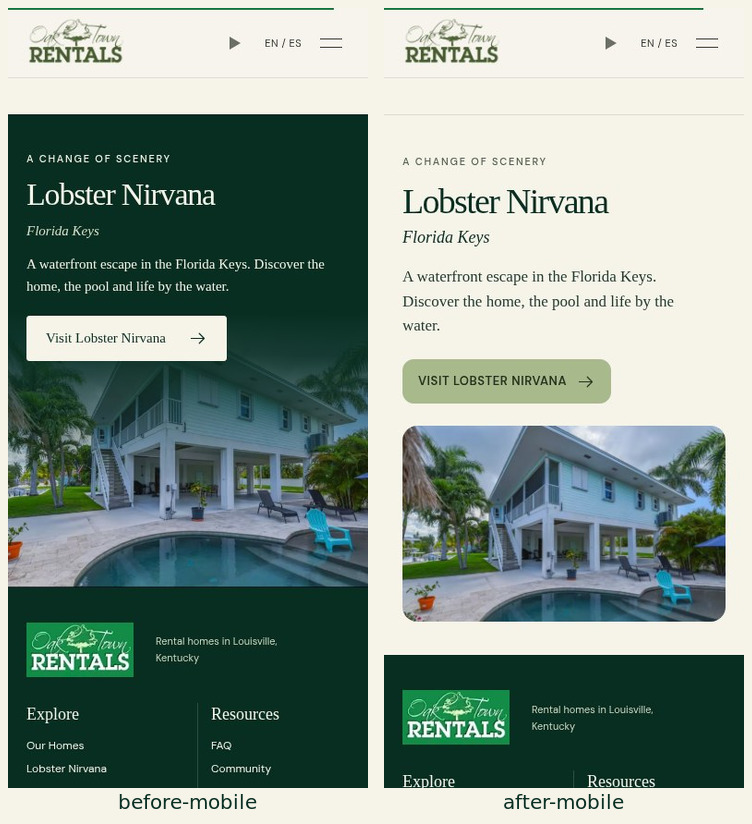 Oak Town
RENTALS
EN / ES
A CHANGE OF SCENERY
Lobster Nirvana
Florida Keys
A waterfront escape in the Florida Keys. Discover the
home, the pool and life by the water.
Visit Lobster Nirvana
Oak Town
RENTALS
Rental homes in Louisville,
Kentucky
Explore
Our Homes
Lobster Nirvana
Resources
FAQ
Community
before-mobile
Oak Town
RENTALS
EN / ES
A CHANGE OF SCENERY
Lobster Nirvana
Florida Keys
A waterfront escape in the Florida Keys.
Discover the home, the pool and life by the
water.
VISIT LOBSTER NIRVANA
Oak Town
RENTALS
Rental homes in Louisville,
Kentucky
Explore
Resources
after-mobile